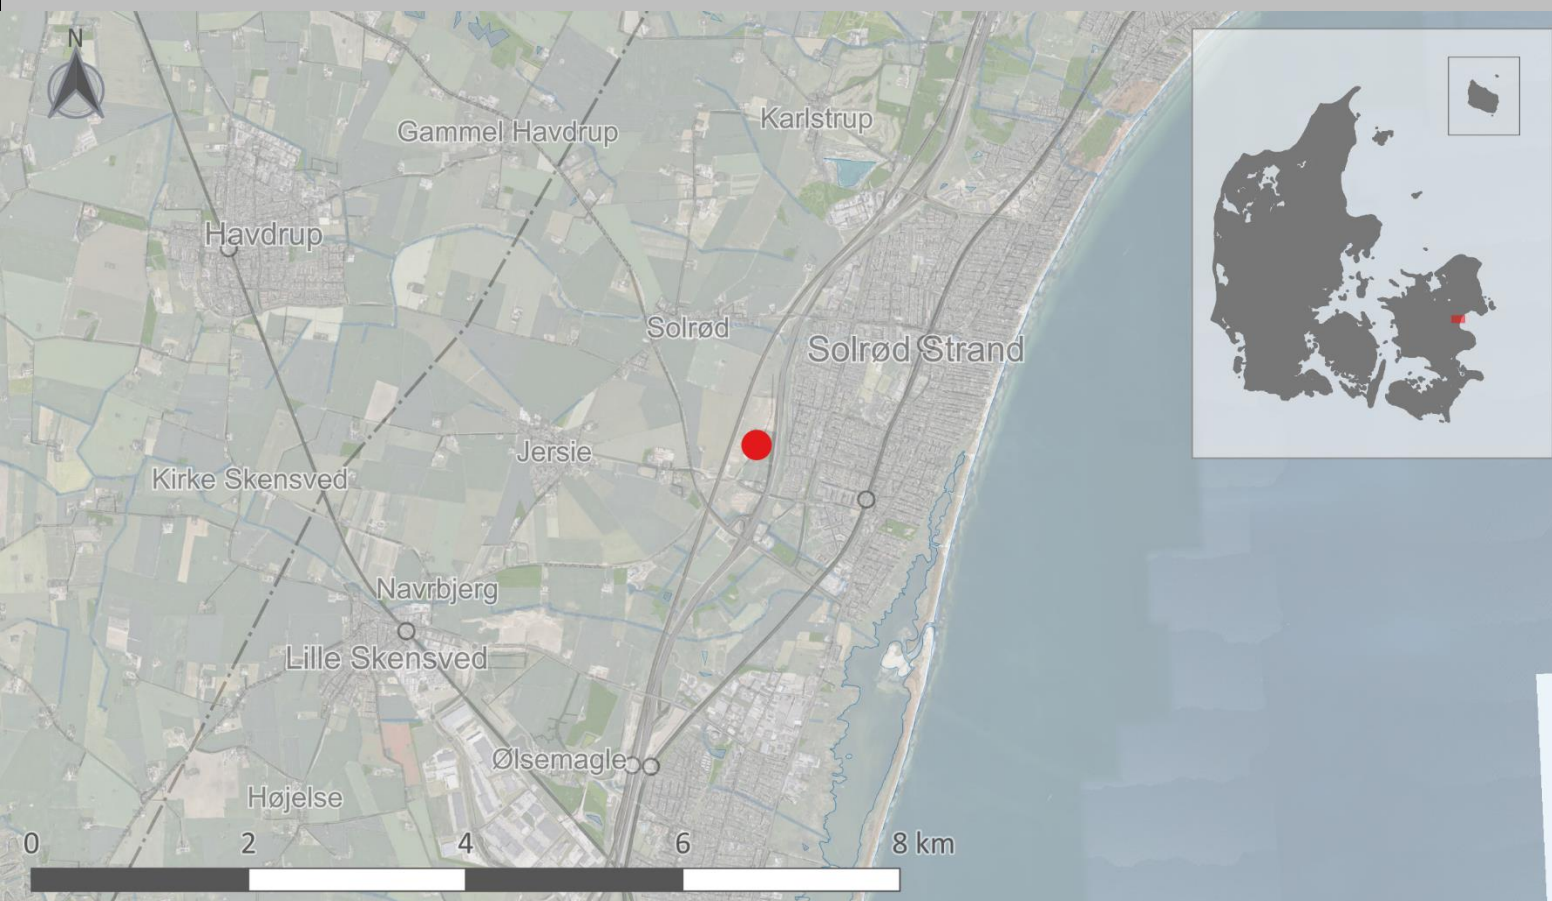 N
Gammel Havdrup
Karlstrup
Havdrup
Solrød
Solrød Strand
Jersie
Kirke Skensved
Navrbjerg
Lille Skensved
Ølsemagle
Højelse
0 2 4 6 8 km